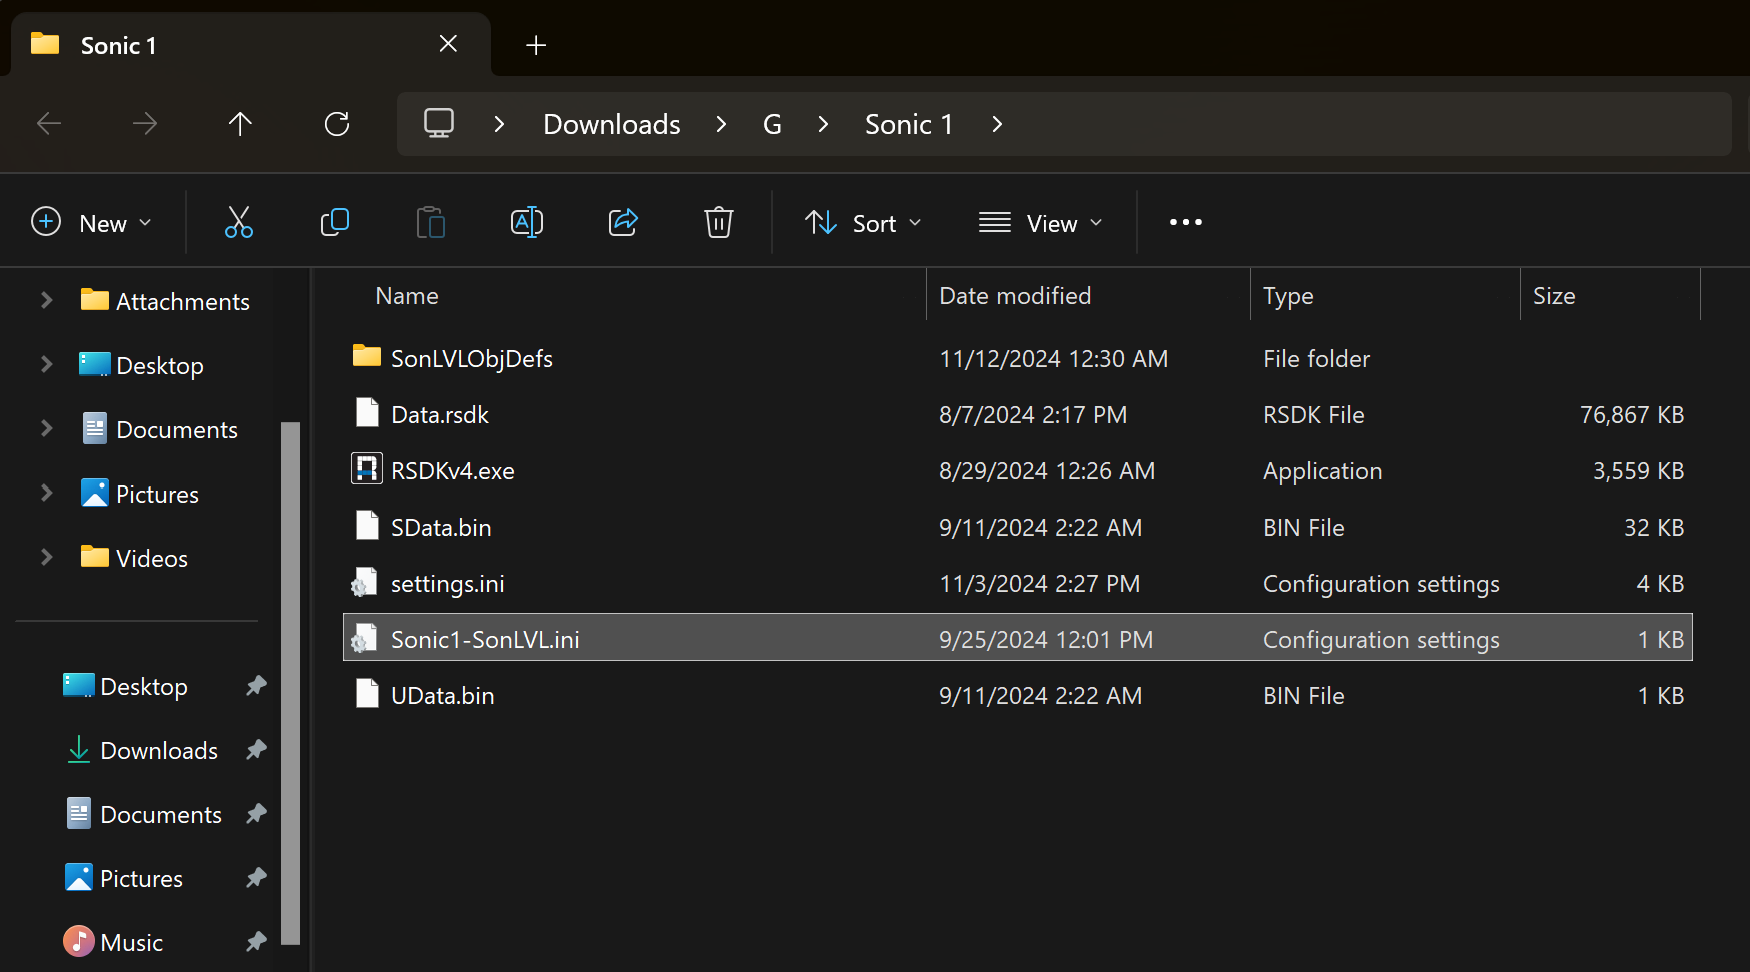 Sonic 1
Downloads > G > Sonic 1 >
New Sort View
Name Date modified Type Size
SonLVLObjDefs 11/12/2024 12:30 AM File folder
Data.rsdk 8/7/2024 2:17 PM RSDK File 76,867 KB
RSDKv4.exe 8/29/2024 12:26 AM Application 3,559 KB
SData.bin 9/11/2024 2:22 AM BIN File 32 KB
settings.ini 11/3/2024 2:27 PM Configuration settings 4 KB
Sonic1-SonLVL.ini 9/25/2024 12:01 PM Configuration settings 1 KB
UData.bin 9/11/2024 2:22 AM BIN File 1 KB
Attachments
Desktop
Documents
Pictures
Videos
Desktop
Downloads
Documents
Pictures
Music